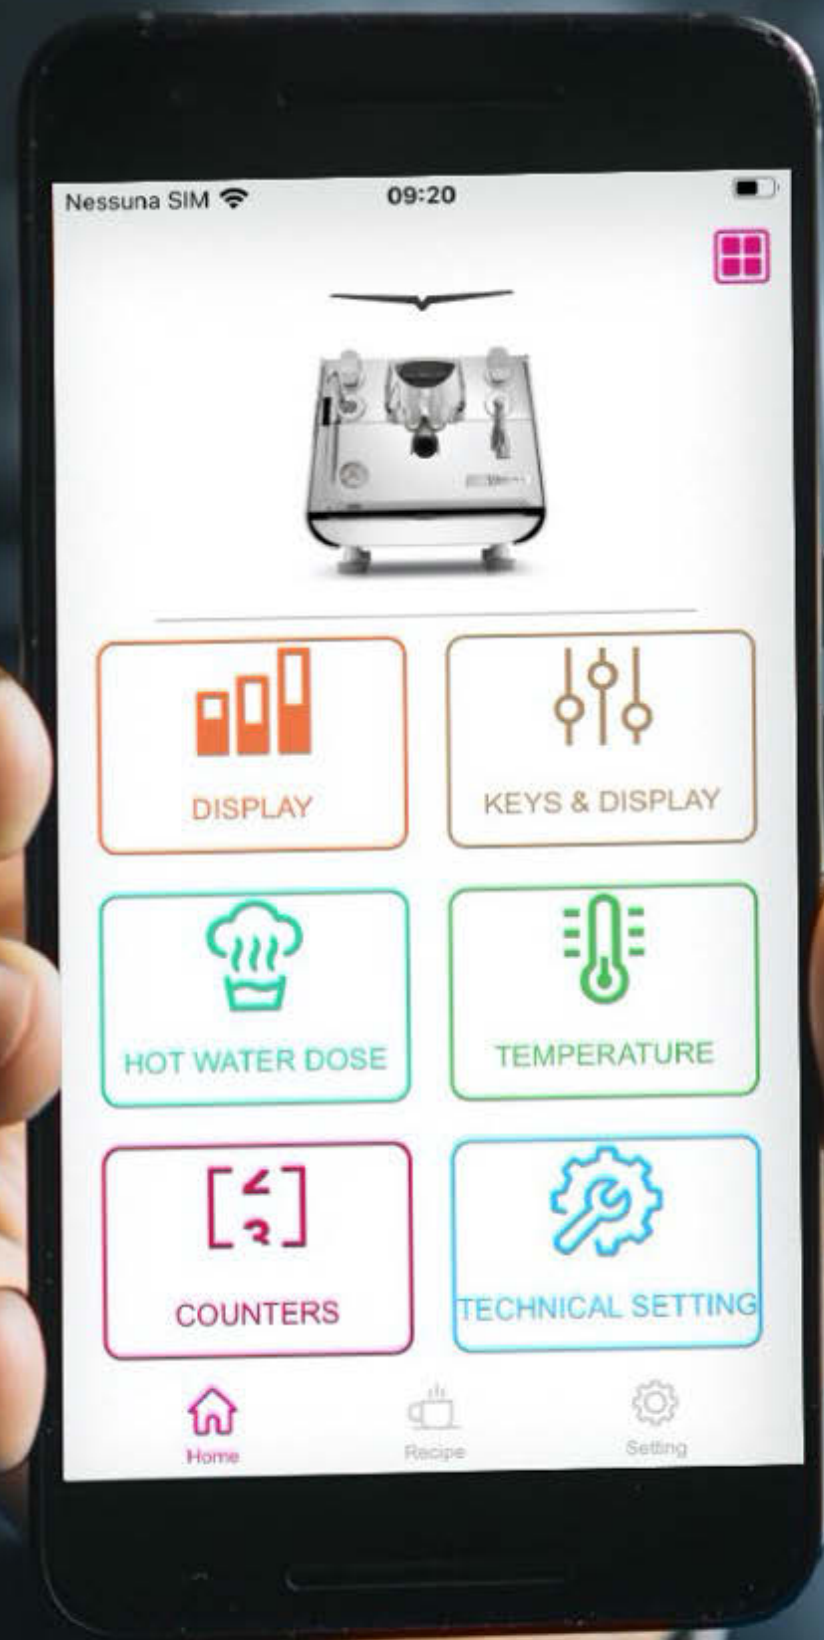 Nessuna SIM 09:20
DISPLAY
KEYS & DISPLAY
HOT WATER DOSE
TEMPERATURE
COUNTERS
TECHNICAL SETTING
Home
Recipe
Setting